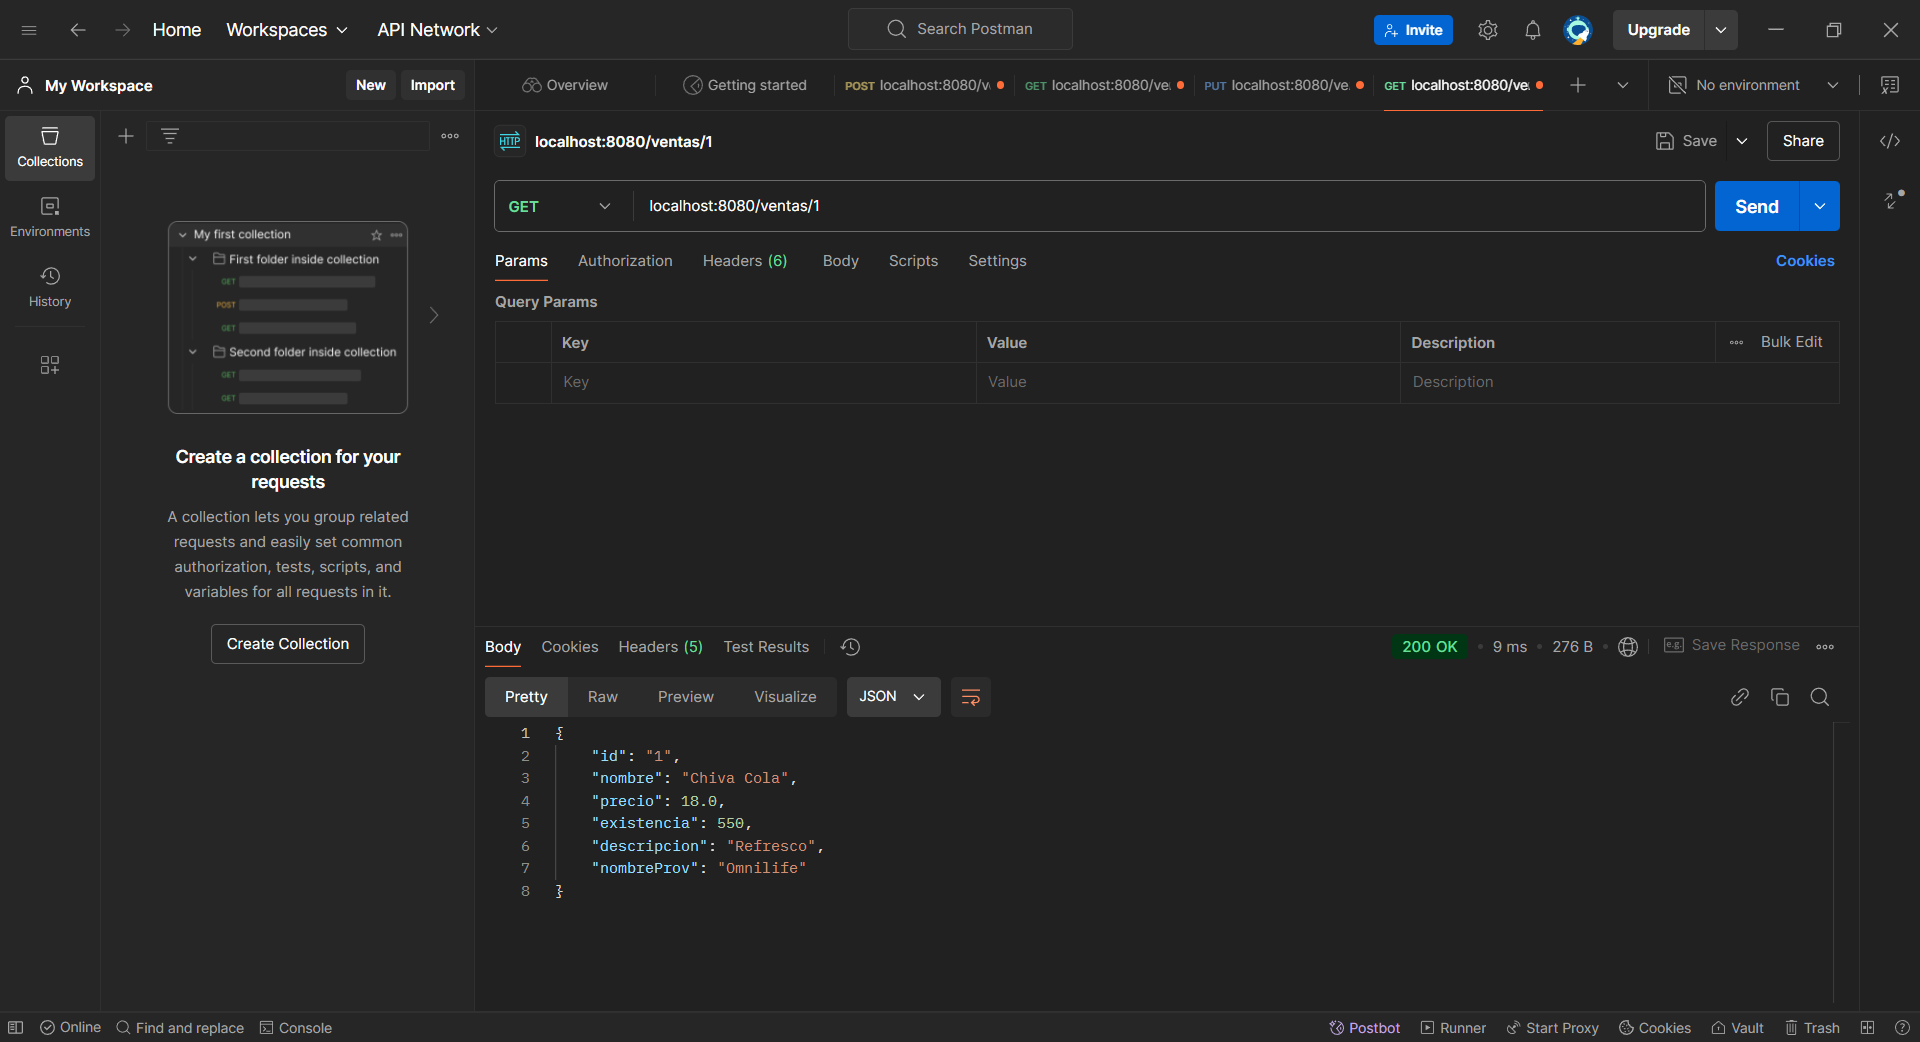 Home Workspaces API Network Search Postman Invite Upgrade
My Workspace New Import Overview Getting started POST localhost:8080/v GET localhost:8080/ve PUT localhost:8080/ve GET localhost:8080/ve No environment
Collections
Environments
History
My first collection
First folder inside collection
GET
POST
GET
Second folder inside collection
GET
GET
Create a collection for your
requests
A collection lets you group related
requests and easily set common
authorization, tests, scripts, and
variables for all requests in it.
Create Collection
HTTP localhost:8080/ventas/1 Save Share
GET localhost:8080/ventas/1 Send
Params Authorization Headers (6) Body Scripts Settings Cookies
Query Params
Key Value Description Bulk Edit
Key Value Description
Body Cookies Headers (5) Test Results 200 OK 9 ms 276 B e.g. Save Response
Pretty Raw Preview Visualize JSON
1 {
2 "id": "1",
3 "nombre": "Chiva Cola",
4 "precio": 18.0,
5 "existencia": 550,
6 "descripcion": "Refresco",
7 "nombreProv": "Omnilife"
8 }
Online Find and replace Console Postbot Runner Start Proxy Cookies Vault Trash